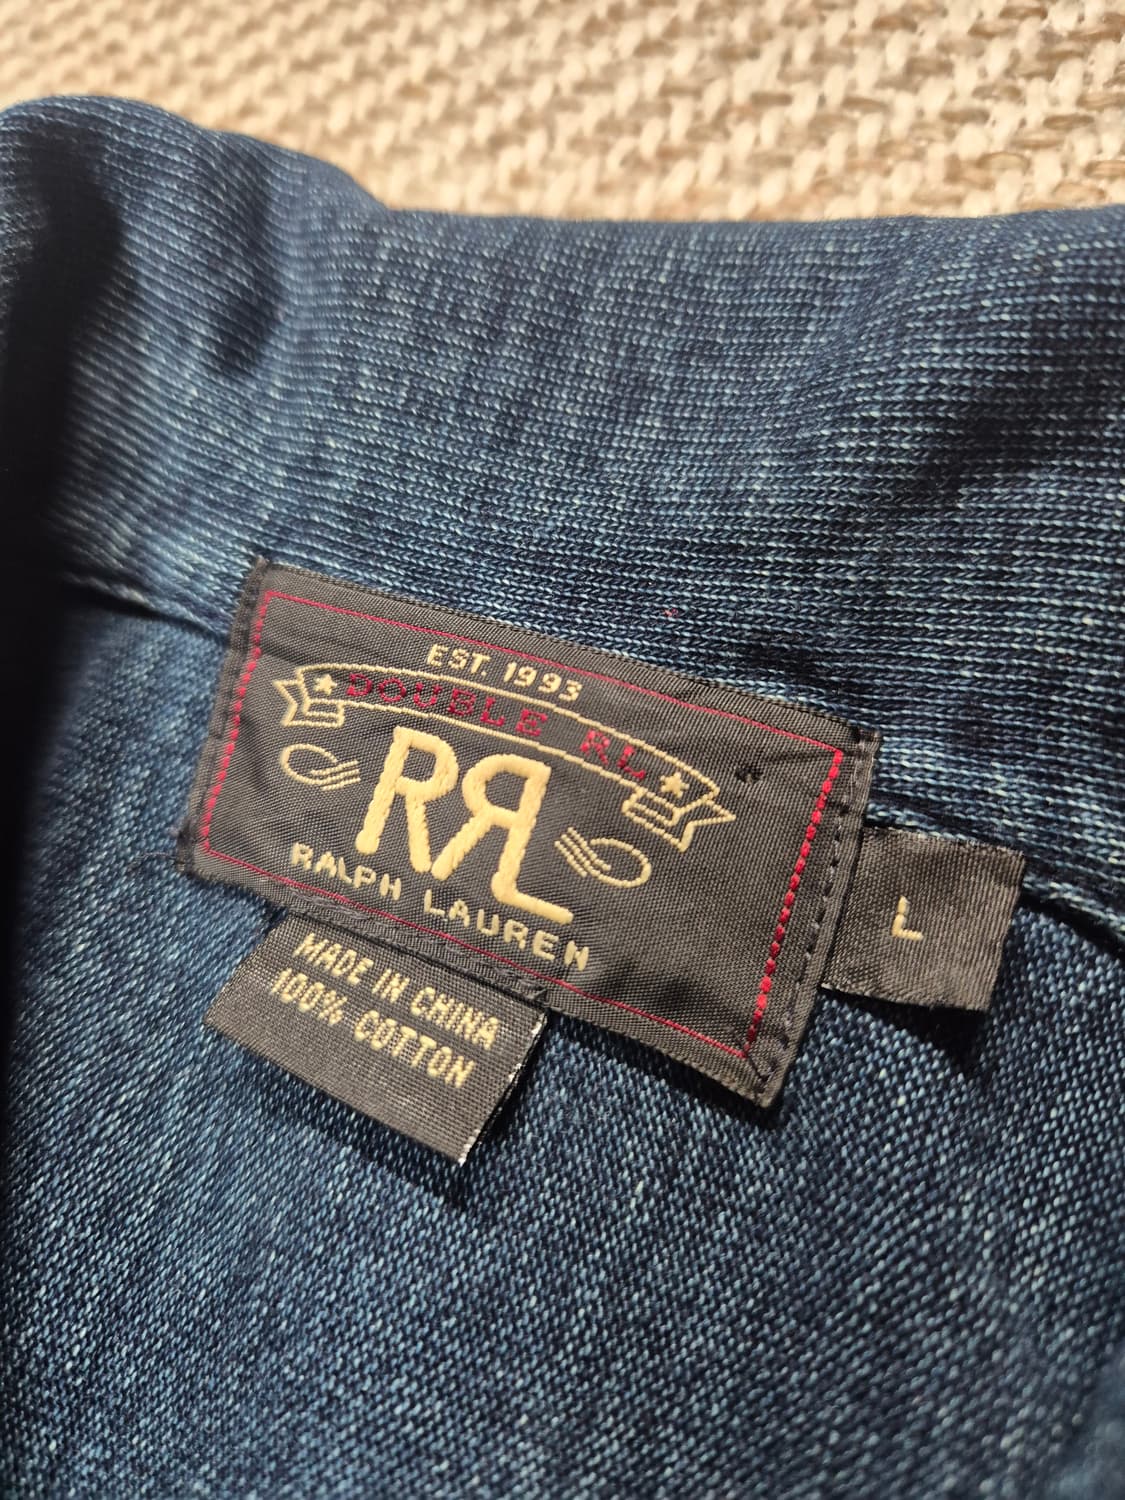 EST. 1993
DOUBLE RL
RRL
RALPH LAUREN
L
MADE IN CHINA
100% COTTON